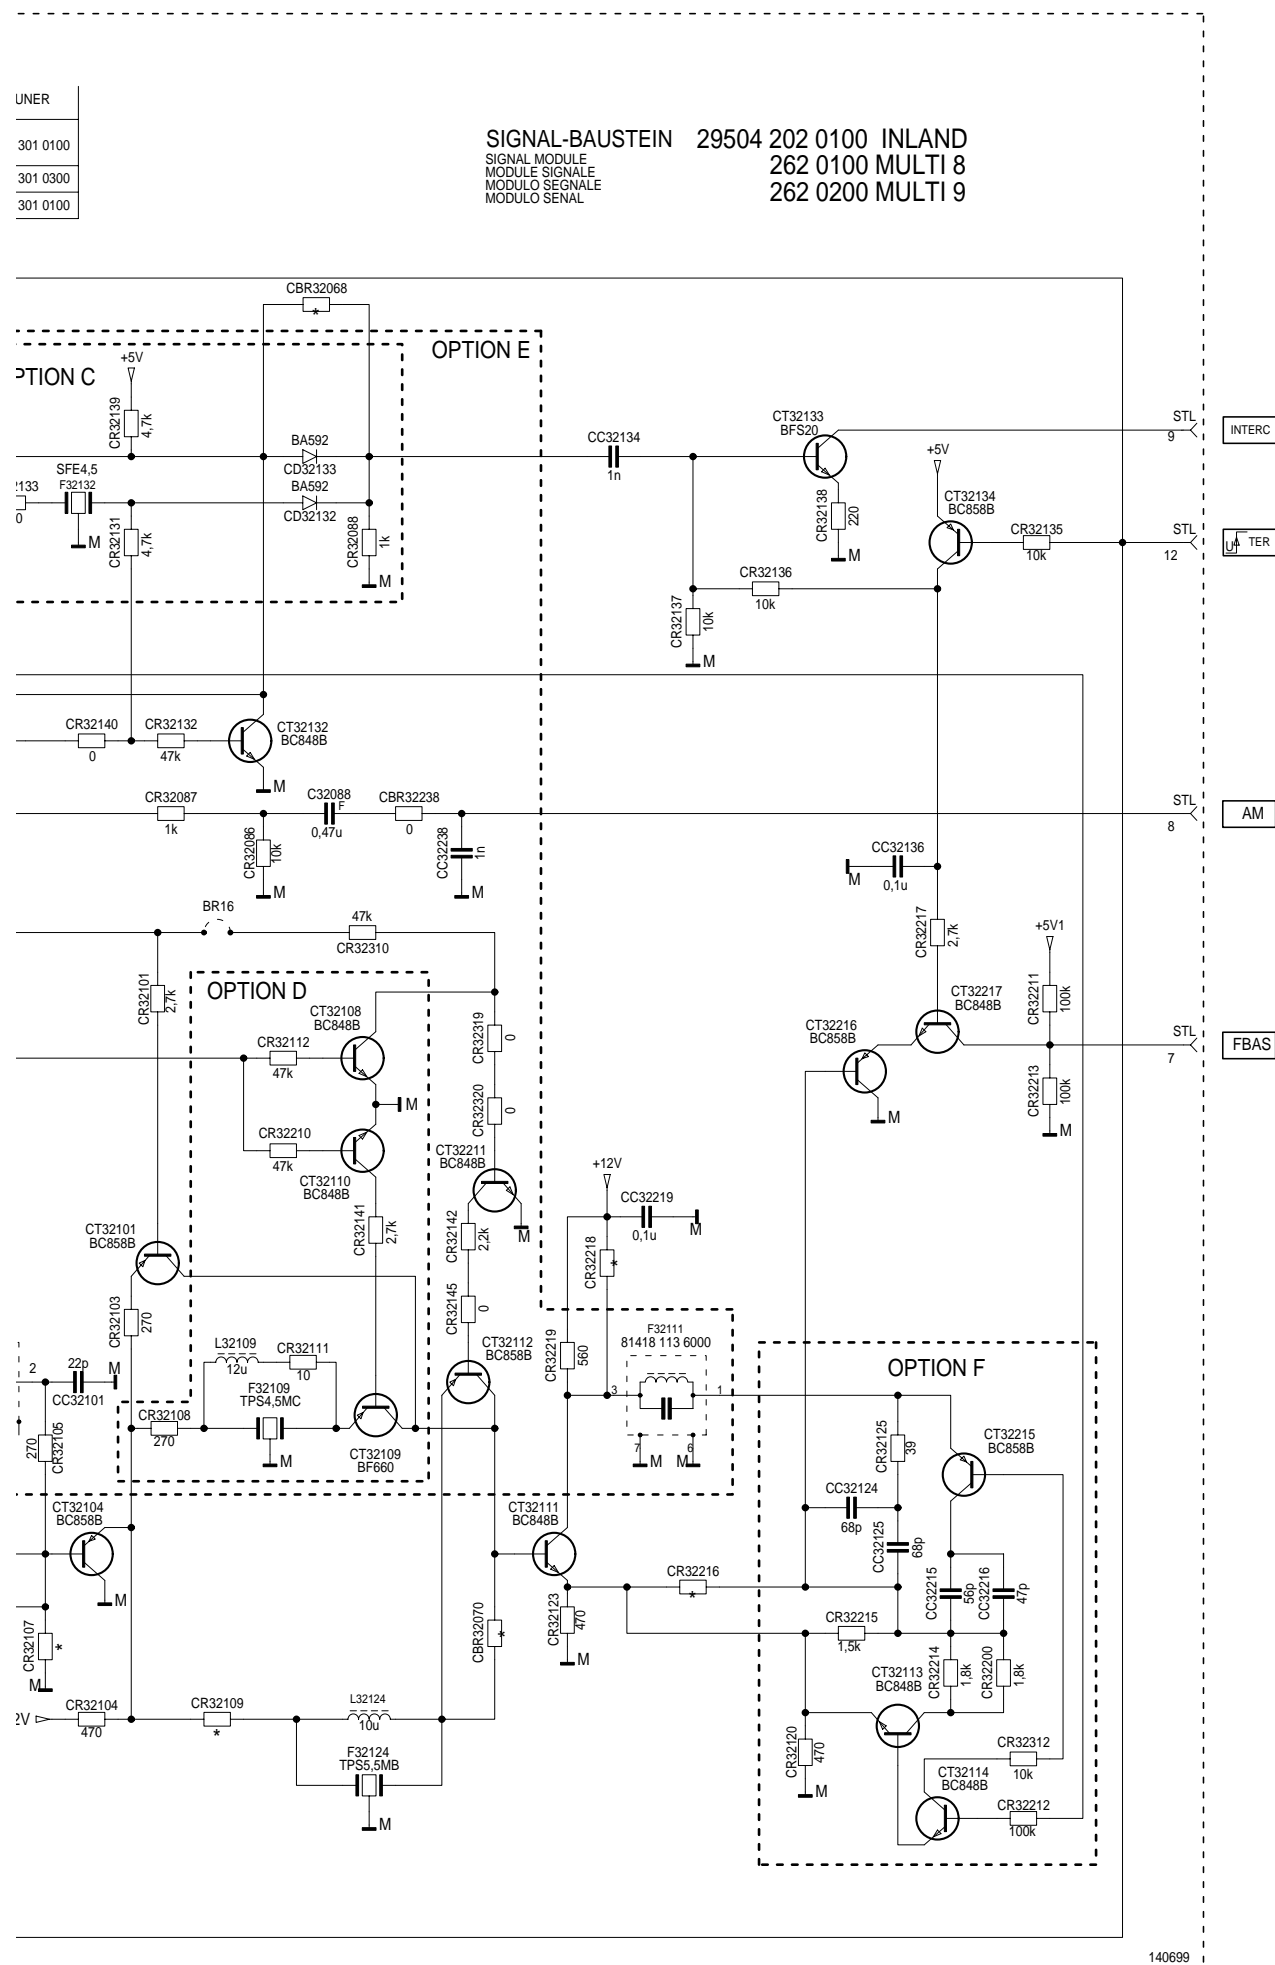 UNER
301 0100
301 0300
301 0100
SIGNAL-BAUSTEIN 29504 202 0100 INLAND
SIGNAL MODULE
MODULE SIGNALE
MODULO SEGNALE
MODULO SENAL
262 0100 MULTI 8
262 0200 MULTI 9
CBR32068
*
OPTION E
PTION C
+5V
CR32139
4,7k
BA592
CD32133
BA592
CD32132
SFE4,5
F32132
2133
0
M
CR32131
4,7k
CR32088
1k
M
CC32134
1n
CT32133
BFS20
CR32138
220
M
+5V
CT32134
BC858B
CR32135
10k
STL
9
INTERC
STL
12
U TER
CR32136
10k
CR32137
10k
M
CR32140
0
CR32132
47k
CT32132
BC848B
M
CR32087
1k
C32088
F
0,47u
CBR32238
0
CR32086
10k
M
CC32238
1n
M
STL
8
AM
CC32136
M
0,1u
CR32217
2,7k
+5V1
CR32211
100k
BR16
47k
CR32310
CR32101
2,7k
OPTION D
CT32108
BC848B
CR32112
47k
M
CR32319
0
CR32320
0
CR32210
47k
CT32110
BC848B
CT32211
BC848B
M
CT32217
BC848B
CT32216
BC858B
M
CR32213
100k
M
STL
7
FBAS
CT32101
BC858B
CR32141
2,7k
CR32142
2,2k
CR32145
0
+12V
CC32219
0,1u
M
CR32218
*
CR32103
270
L32109
12u
CR32111
10
F32109
TPS4,5MC
M
CT32109
BF660
CT32112
BC858B
CR32219
560
F32111
81418 113 6000
3
1
7
6
M
M
OPTION F
2
22p
CC32101
M
270
CR32105
CR32108
270
CR32125
39
CT32215
BC858B
CC32124
68p
CC32125
68p
CT32104
BC858B
M
CT32111
BC848B
CR32216
*
CC32215
56p
CC32216
47p
CR32107
*
M
CBR32070
*
CR32123
470
M
CR32215
1,5k
CT32113
BC848B
CR32214
1,8k
CR32200
1,8k
2V
CR32104
470
CR32109
*
L32124
10u
F32124
TPS5,5MB
M
CR32120
470
M
CT32114
BC848B
CR32312
10k
CR32212
100k
140699